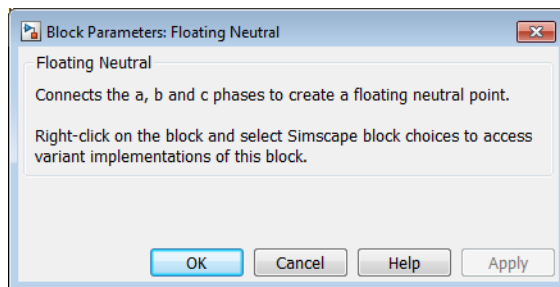 Block Parameters: Floating Neutral
Floating Neutral
Connects the a, b and c phases to create a floating neutral point.
Right-click on the block and select Simscape block choices to access
variant implementations of this block.
OK Cancel Help Apply